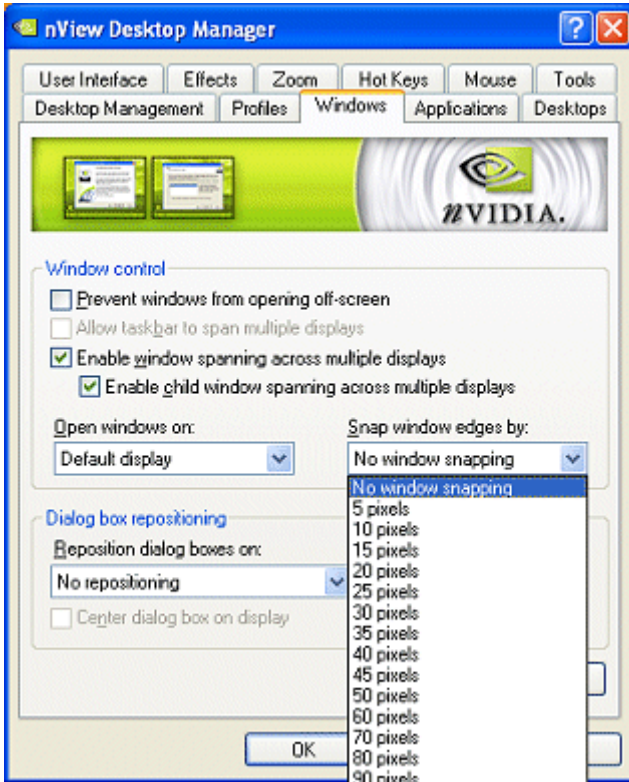 nView Desktop Manager
User Interface Effects Zoom Hot Keys Mouse Tools
Desktop Management Profiles Windows Applications Desktops
nVIDIA.
Window control
Prevent windows from opening off-screen
Allow taskbar to span multiple displays
Enable window spanning across multiple displays
Enable child window spanning across multiple displays
Open windows on: Snap window edges by:
Default display No window snapping
No window snapping
5 pixels
10 pixels
15 pixels
20 pixels
25 pixels
30 pixels
35 pixels
40 pixels
45 pixels
50 pixels
60 pixels
70 pixels
80 pixels
90 pixels
Dialog box repositioning
Reposition dialog boxes on:
No repositioning
Center dialog box on display
OK